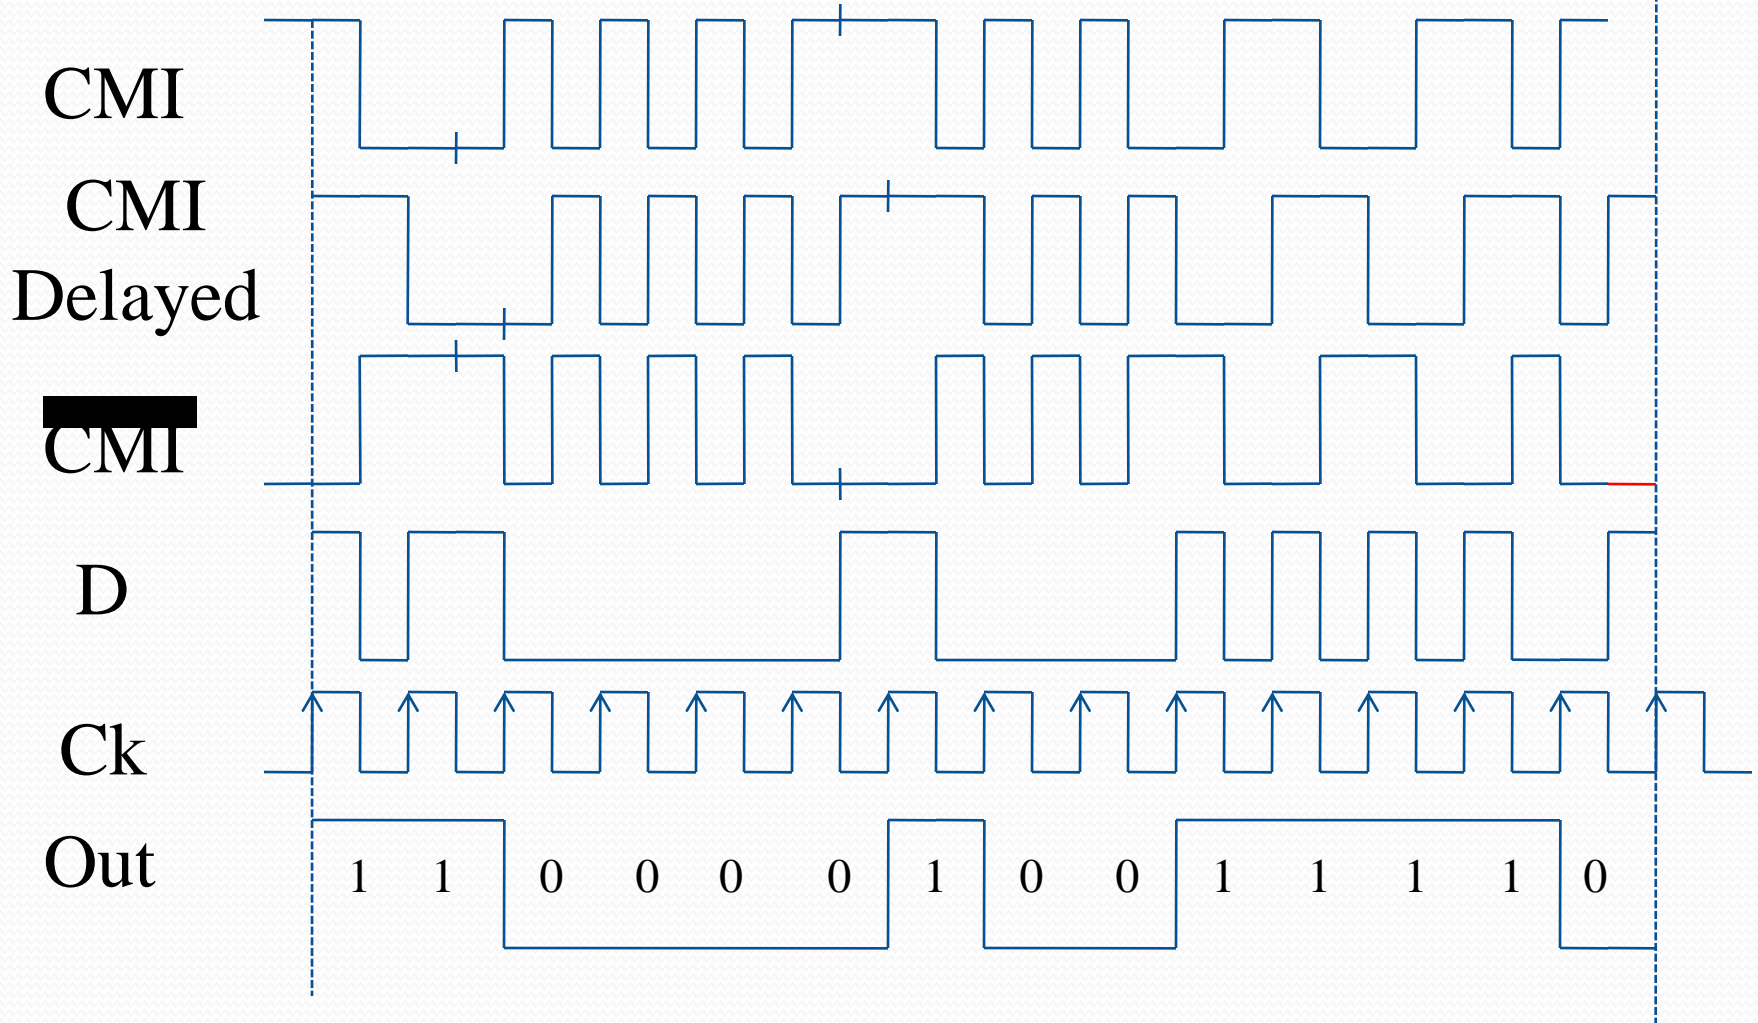 CMI
CMI
Delayed
CMI
D
Ck
Out
1 1 0 0 0 0 1 0 0 1 1 1 1 0